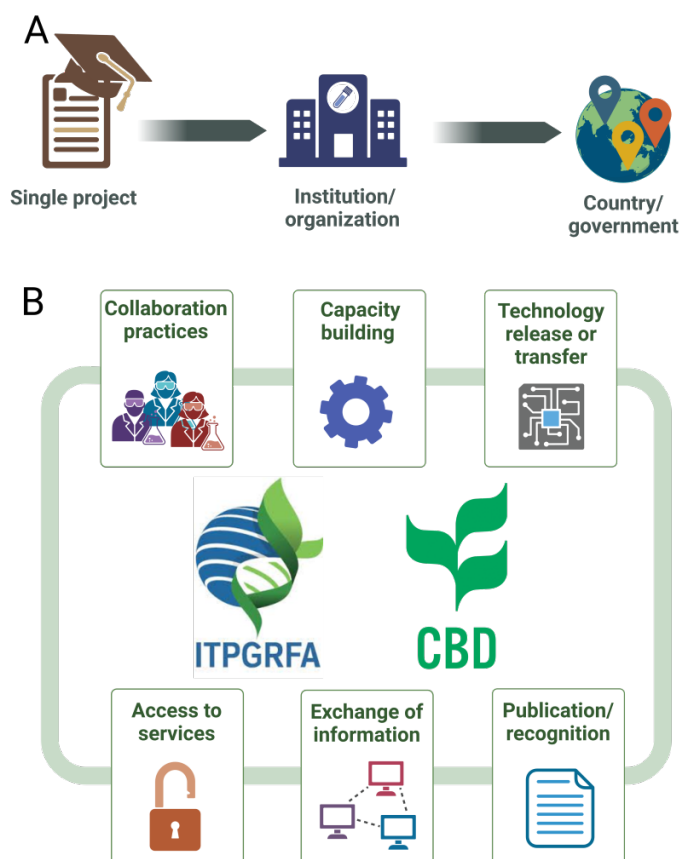 A
Single project
Institution/
organization
Country/
government
B
Collaboration
practices
Capacity
building
Technology
release or
transfer
ITPGRFA
CBD
Access to
services
Exchange of
information
Publication/
recognition